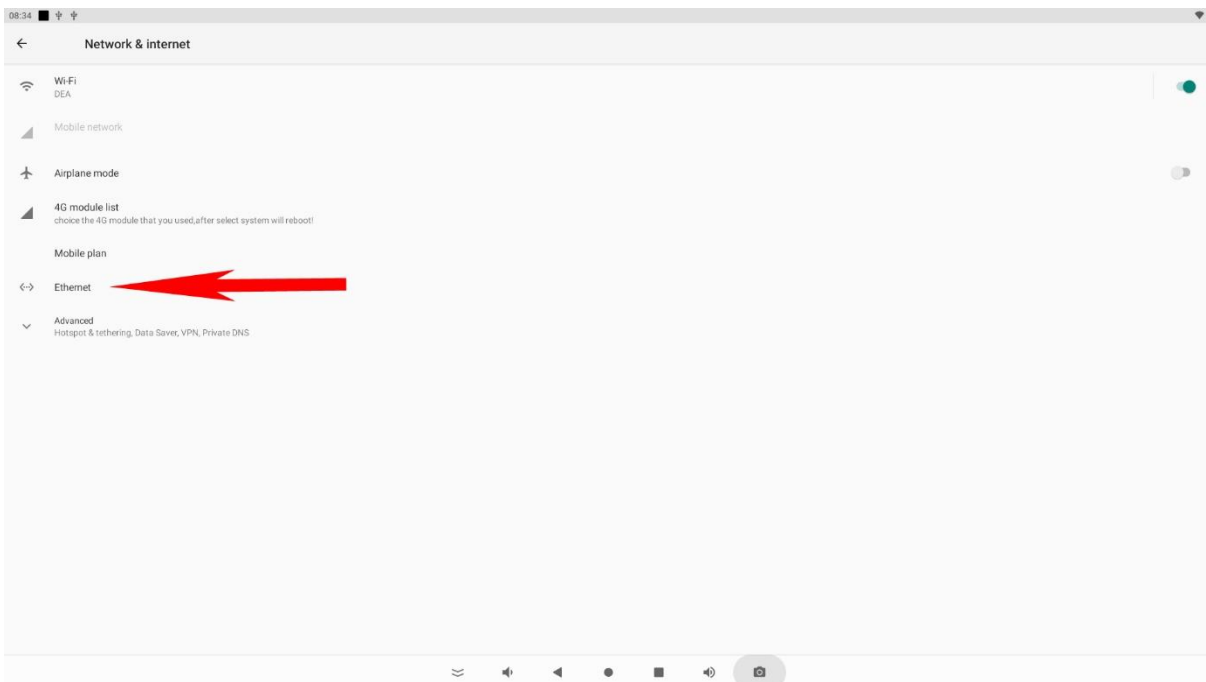 08:34
Network & internet
Wi-Fi
DEA
Mobile network
Airplane mode
4G module list
choice the 4G module that you used,after select system will reboot!
Mobile plan
Ethernet
Advanced
Hotspot & tethering, Data Saver, VPN, Private DNS